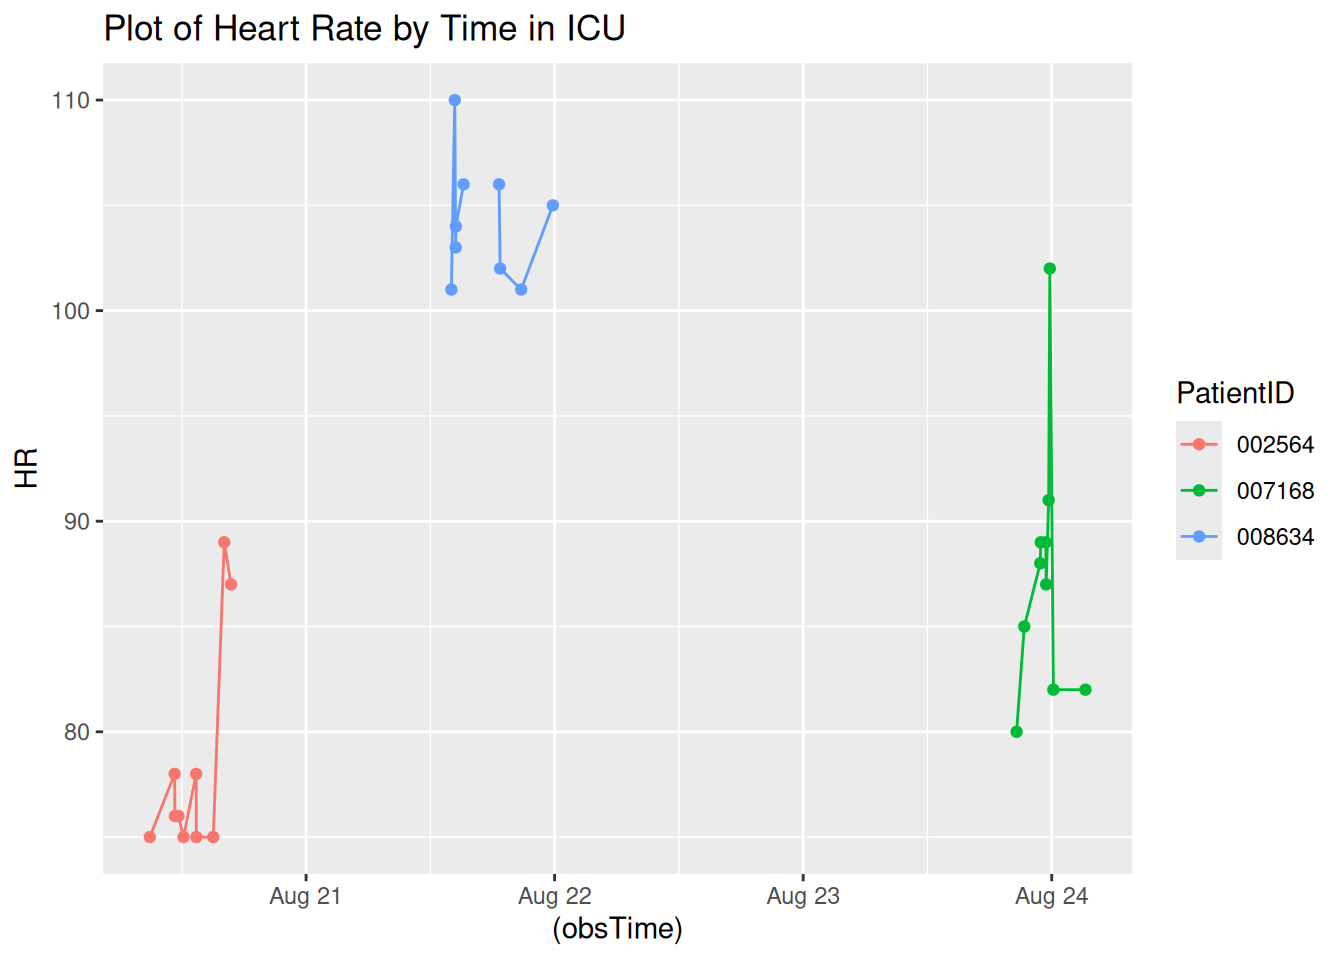 Plot of Heart Rate by Time in ICU
110
100
90
80
HR
Aug 21
Aug 22
Aug 23
Aug 24
(obsTime)
PatientID
002564
007168
008634